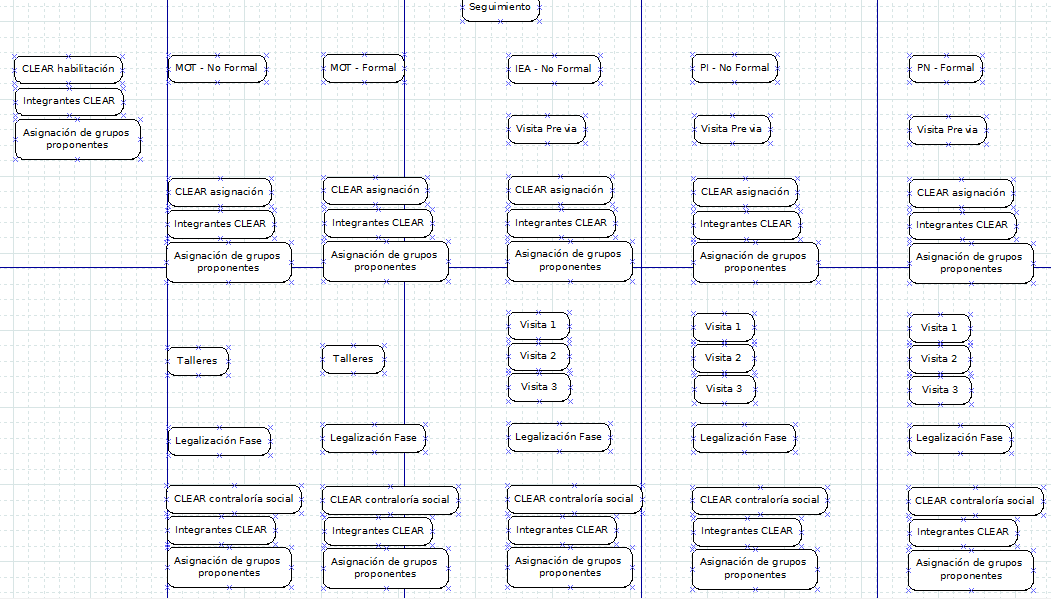 Seguimiento
CLEAR habilitación
Integrantes CLEAR
Asignación de grupos
proponentes
MOT - No Formal
CLEAR asignación
Integrantes CLEAR
Asignación de grupos
proponentes
Talleres
Legalización Fase
CLEAR contraloría social
Integrantes CLEAR
Asignación de grupos
proponentes
MOT - Formal
CLEAR asignación
Integrantes CLEAR
Asignación de grupos
proponentes
Talleres
Legalización Fase
CLEAR contraloría social
Integrantes CLEAR
Asignación de grupos
proponentes
IEA - No Formal
Visita Previa
CLEAR asignación
Integrantes CLEAR
Asignación de grupos
proponentes
Visita 1
Visita 2
Visita 3
Legalización Fase
CLEAR contraloría social
Integrantes CLEAR
Asignación de grupos
proponentes
PI - No Formal
Visita Previa
CLEAR asignación
Integrantes CLEAR
Asignación de grupos
proponentes
Visita 1
Visita 2
Visita 3
Legalización Fase
CLEAR contraloría social
Integrantes CLEAR
Asignación de grupos
proponentes
PN - Formal
Visita Previa
CLEAR asignación
Integrantes CLEAR
Asignación de grupos
proponentes
Visita 1
Visita 2
Visita 3
Legalización Fase
CLEAR contraloría social
Integrantes CLEAR
Asignación de grupos
proponentes